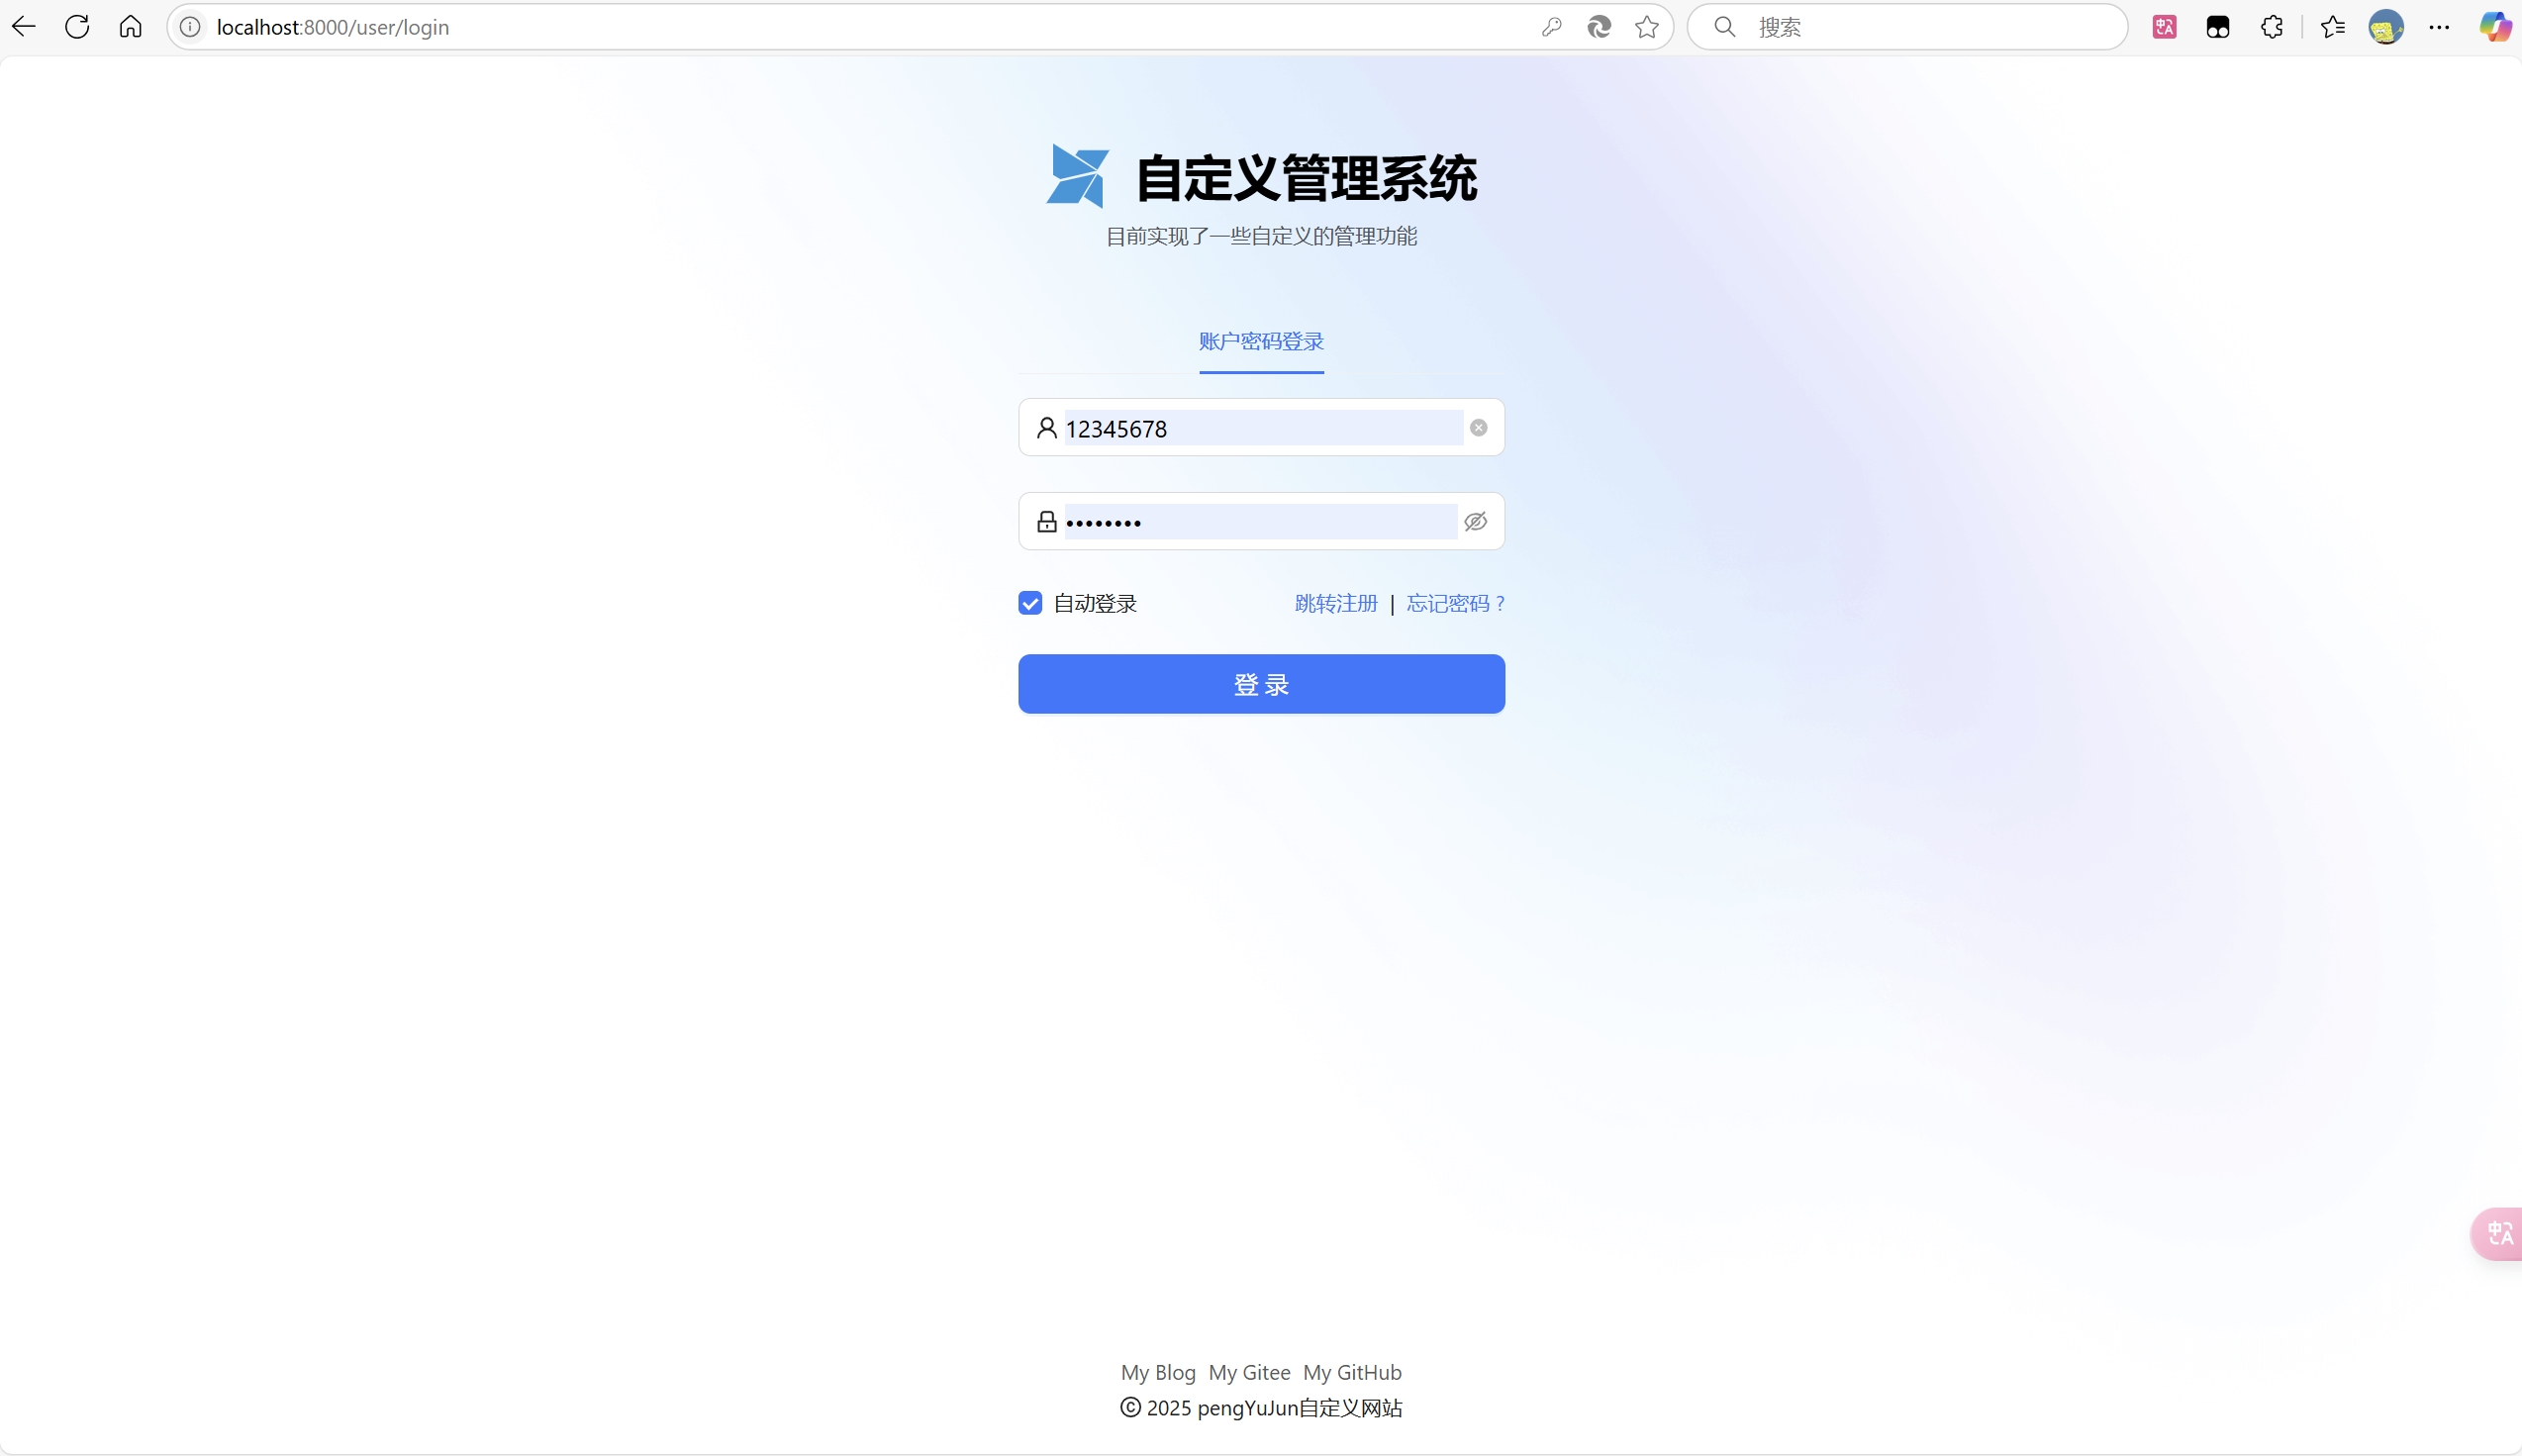 localhost:8000/user/login
搜索
自定义管理系统
目前实现了一些自定义的管理功能
账户密码登录
12345678
••••••••
自动登录
跳转注册 | 忘记密码 ?
登 录
My Blog My Gitee My GitHub
© 2025 pengYuJun自定义网站